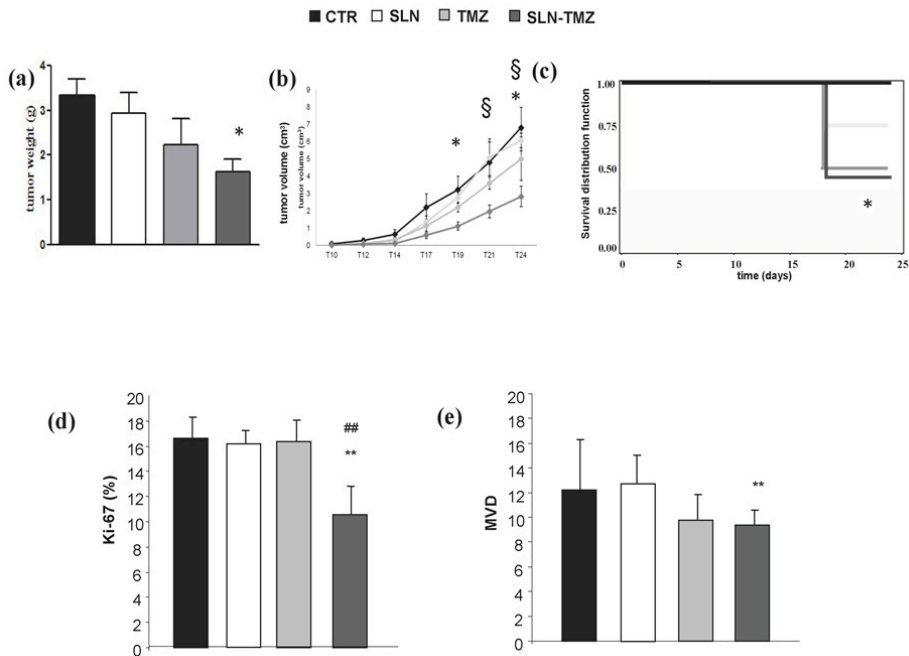 CTR SLN TMZ SLN-TMZ
(a)
tumor weight (g)
4
3
2
1
0
*
(b)
tumor volume (cm³)
tumor volume (cm³)
9
8
7
6
5
4
3
2
1
0
* § § *
T10 T12 T14 T17 T19 T21 T24
(c)
Survival distribution function
1.00
0.75
0.50
0.25
0.00
*
0 5 10 15 20 25
time (days)
(d)
Ki-67 (%)
20
18
16
14
12
10
8
6
4
2
0
##
**
(e)
MVD
20
18
16
14
12
10
8
6
4
2
0
**